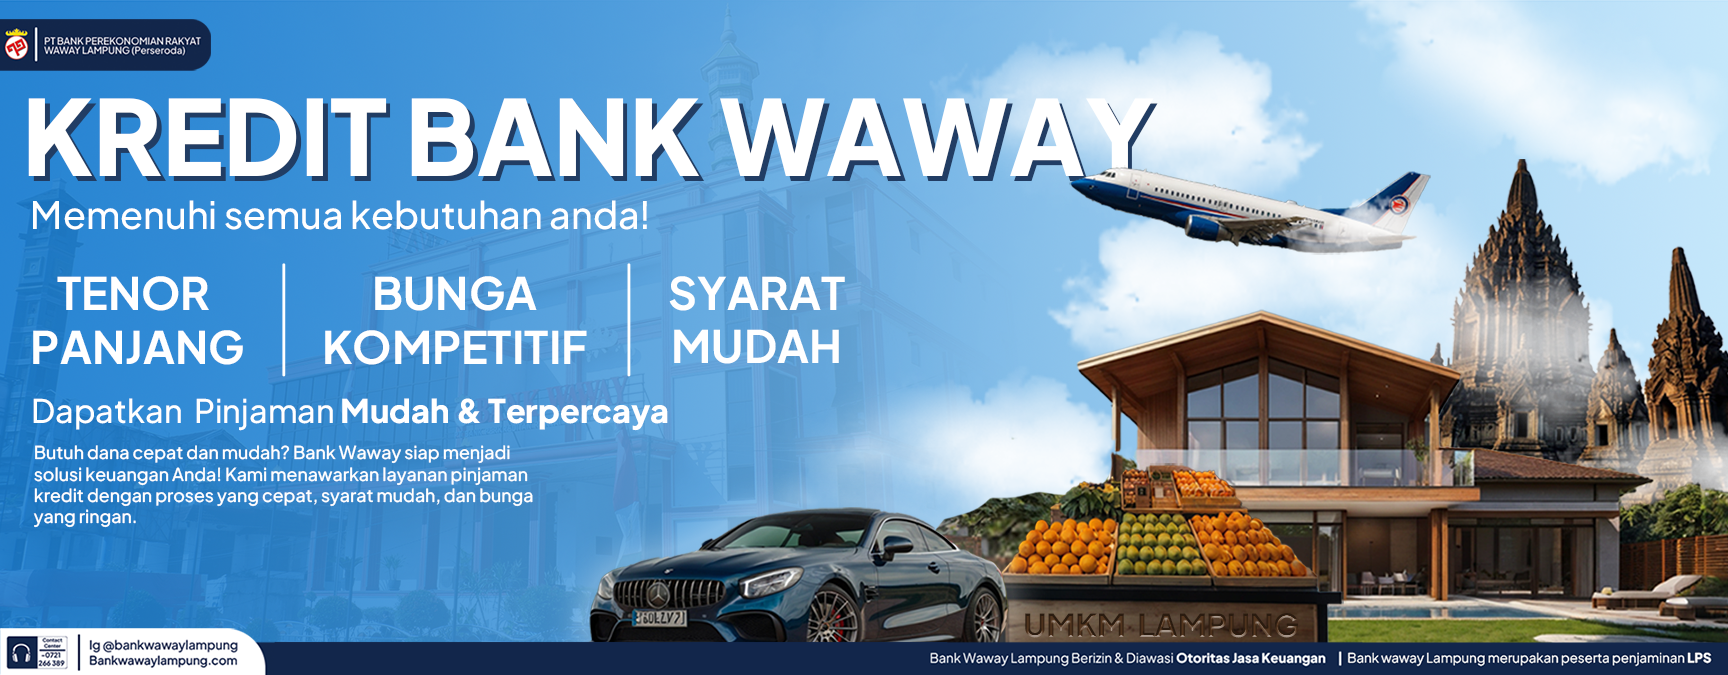 PT BANK PEREKONOMIAN RAKYAT
WAWAY LAMPUNG (Perseroda)
KREDIT BANK WAWAY
Memenuhi semua kebutuhan anda!
TENOR
PANJANG
BUNGA
KOMPETITIF
SYARAT
MUDAH
Dapatkan Pinjaman Mudah & Terpercaya
Butuh dana cepat dan mudah? Bank Waway siap menjadi
solusi keuangan Anda! Kami menawarkan layanan pinjaman
kredit dengan proses yang cepat, syarat mudah, dan bunga
yang ringan.
UMKM LAMPUNG
Contact
Center
-0721
266 389
Ig @bankwawaylampung
Bankwawaylampung.com
Bank Waway Lampung Berizin & Diawasi Otoritas Jasa Keuangan | Bank waway Lampung merupakan peserta penjaminan LPS